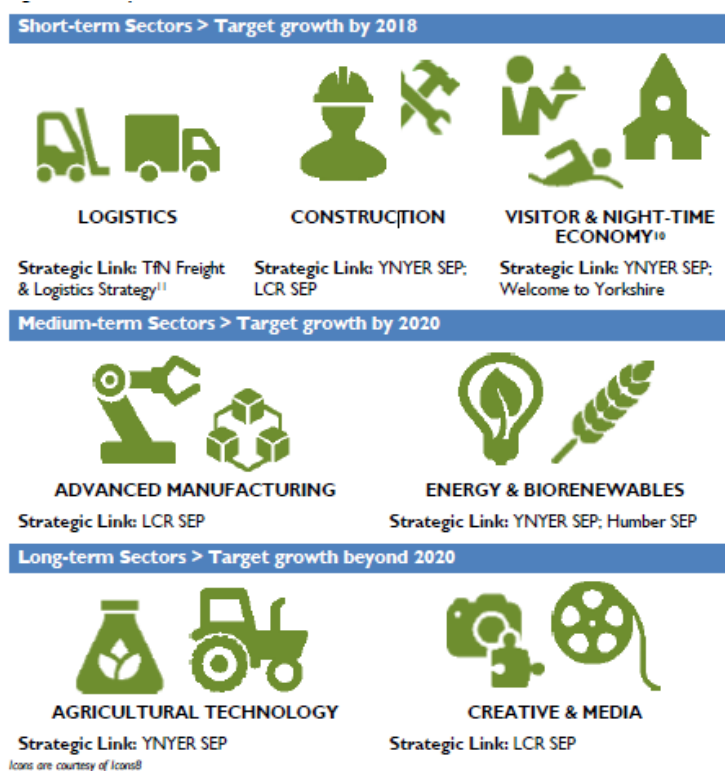 Short-term Sectors > Target growth by 2018
LOGISTICS
Strategic Link: TfN Freight
& Logistics Strategy¹¹
CONSTRUCTION
Strategic Link: YNYER SEP;
LCR SEP
VISITOR & NIGHT-TIME
ECONOMY¹⁰
Strategic Link: YNYER SEP;
Welcome to Yorkshire
Medium-term Sectors > Target growth by 2020
ADVANCED MANUFACTURING
Strategic Link: LCR SEP
ENERGY & BIORENEWABLES
Strategic Link: YNYER SEP; Humber SEP
Long-term Sectors > Target growth beyond 2020
AGRICULTURAL TECHNOLOGY
Strategic Link: YNYER SEP
CREATIVE & MEDIA
Strategic Link: LCR SEP
Icons are courtesy of Icons8